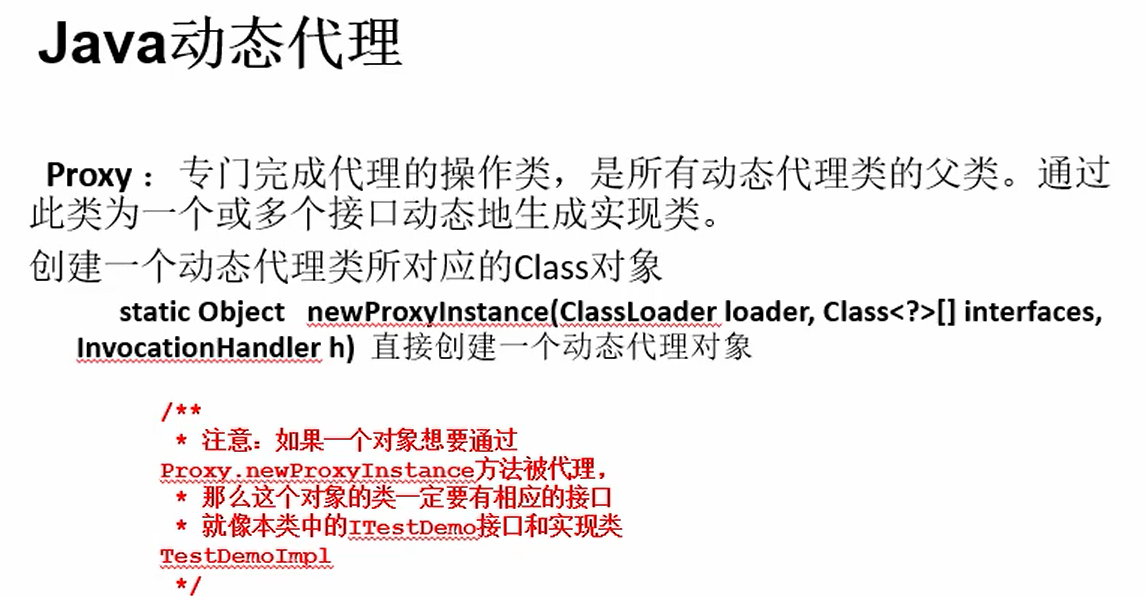 Java动态代理
Proxy ： 专门完成代理的操作类，是所有动态代理类的父类。通过
此类为一个或多个接口动态地生成实现类。
创建一个动态代理类所对应的Class对象
static Object newProxyInstance(ClassLoader loader, Class<?>[] interfaces,
InvocationHandler h) 直接创建一个动态代理对象
/**
* 注意：如果一个对象想要通过
Proxy.newProxyInstance方法被代理，
* 那么这个对象的类一定要有相应的接口
* 就像本类中的ITestDemo接口和实现类
TestDemoImpl
*/